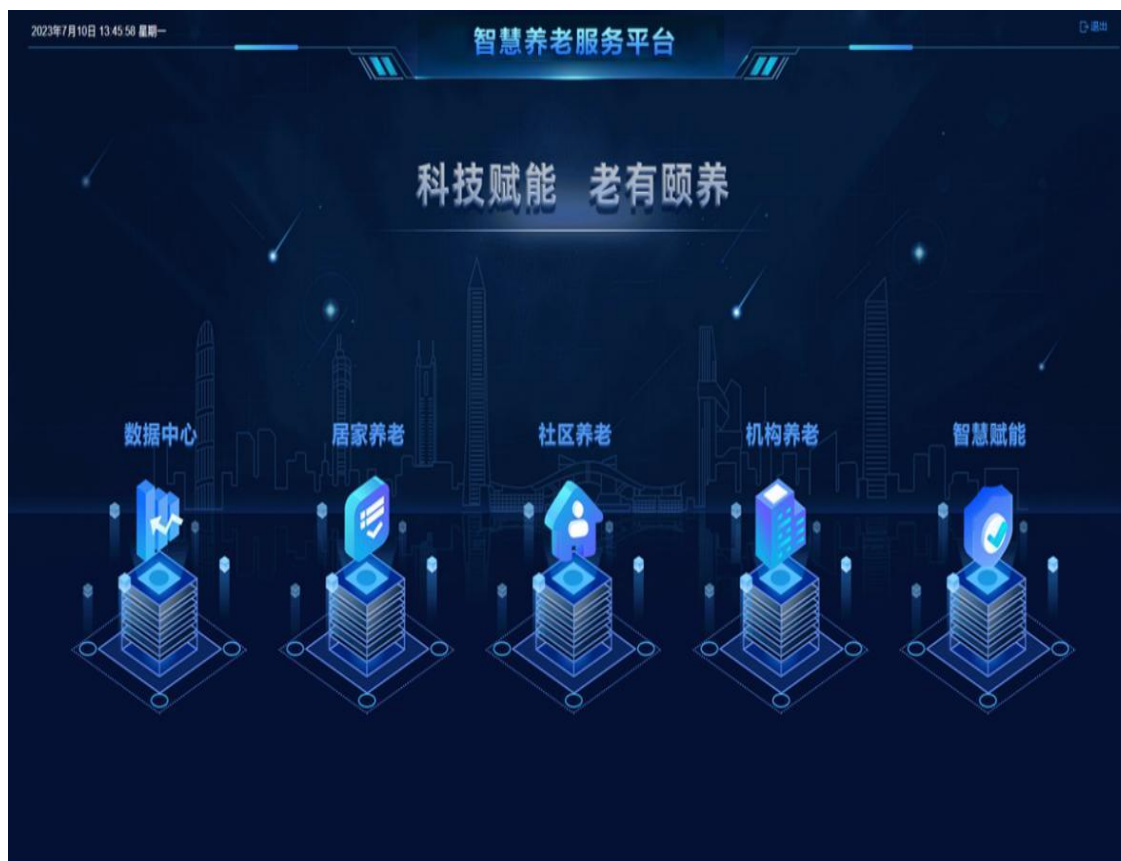 2023年7月10日 13:45:58 星期一
智慧养老服务平台
退出
科技赋能 老有颐养
数据中心
居家养老
社区养老
机构养老
智慧赋能